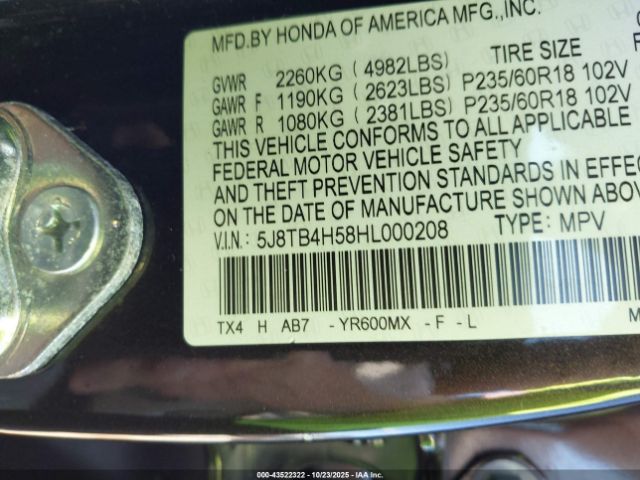 MFD.BY HONDA OF AMERICA MFG.,INC.
TIRE SIZE
GVWR 2260KG ( 4982LBS)
GAWR F 1190KG ( 2623LBS) P235/60R18 102V
GAWR R 1080KG ( 2381LBS) P235/60R18 102V
THIS VEHICLE CONFORMS TO ALL APPLICABLE
FEDERAL MOTOR VEHICLE SAFETY
AND THEFT PREVENTION STANDARDS IN EFFEC
ON THE DATE OF MANUFACTURE SHOWN ABOV
V.I.N: 5J8TB4H58HL000208 TYPE: MPV
TX4 H AB7 -YR600MX -F -L
000-43522322 | 10/23/2025 | IAA Inc.